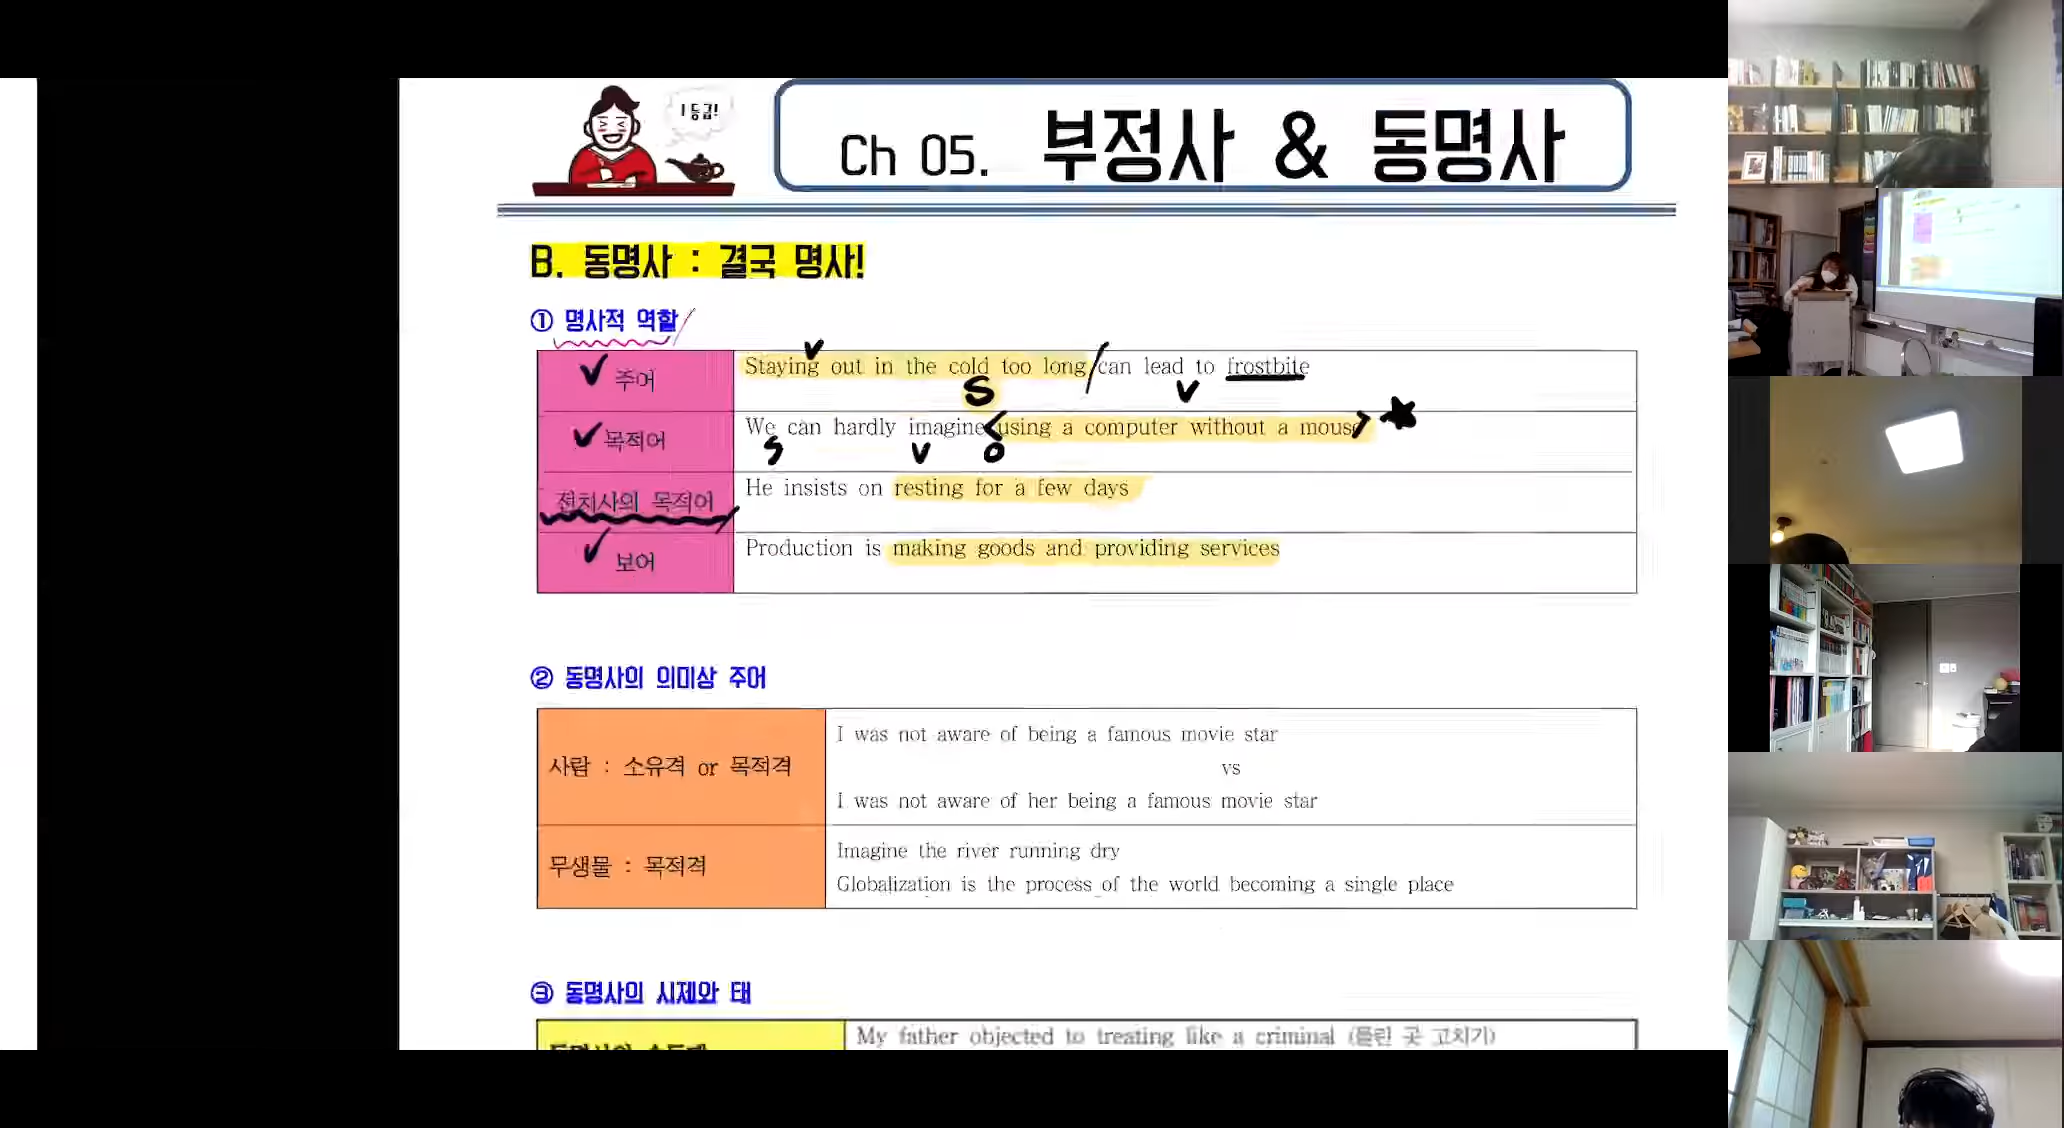 1등급!
Ch 05. 부정사 & 동명사
B. 동명사 : 결국 명사!
① 명사적 역할
주어
Staying out in the cold too long can lead to frostbite
V
S
V
목적어
We can hardly imagine using a computer without a mouse
S
V
O
전치사의 목적어
He insists on resting for a few days
보어
Production is making goods and providing services
② 동명사의 의미상 주어
사람 : 소유격 or 목적격
I was not aware of being a famous movie star
vs
I was not aware of her being a famous movie star
무생물 : 목적격
Imagine the river running dry
Globalization is the process of the world becoming a single place
③ 동명사의 시제와 태
My father objected to treating like a criminal (틀린 곳 고치기)